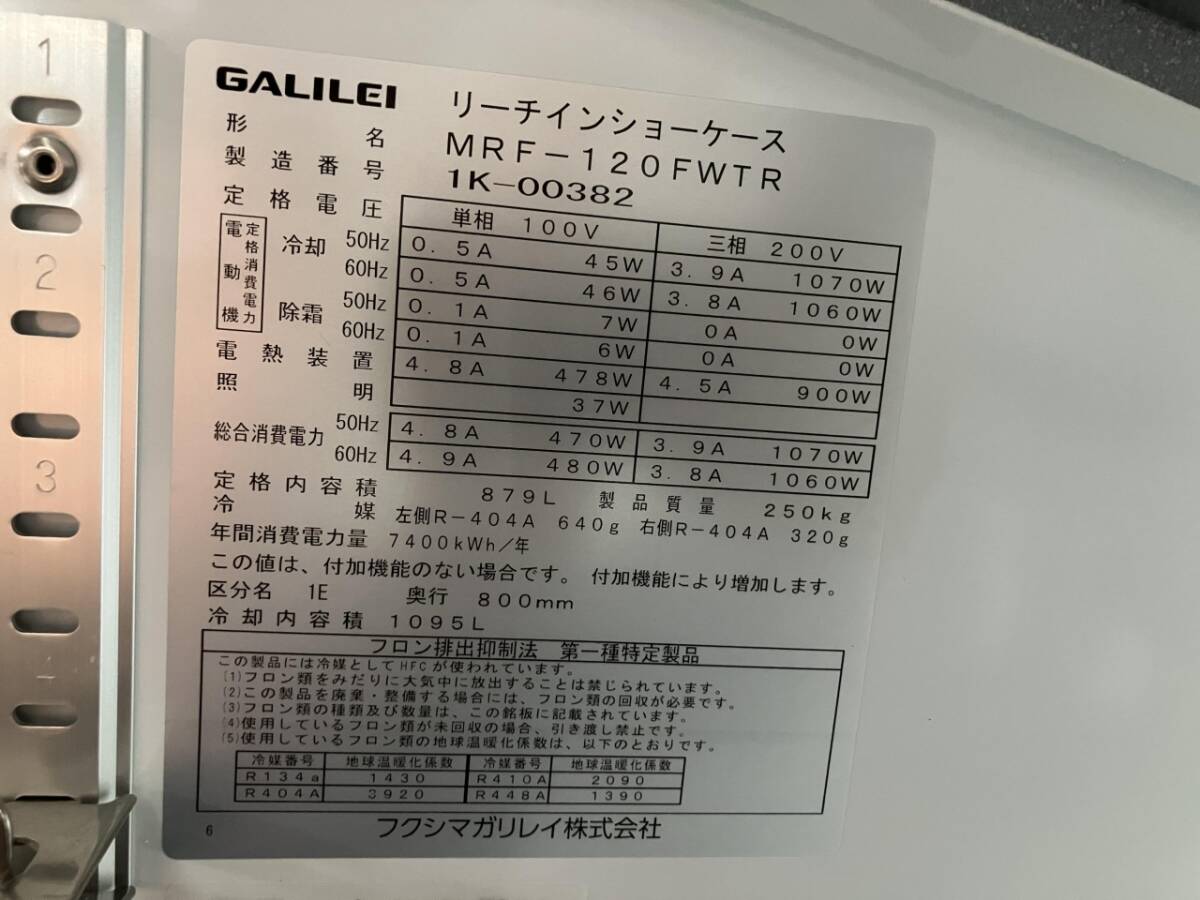 1
2
3
GALILEI リーチインショーケース
形名 MRF-120FWTR
製造番号 1K-00382
定格電圧 単相 100V 三相 200V
電動機 定格消費電力 冷却 50Hz 0.5A 45W 3.9A 1070W
60Hz 0.5A 46W 3.8A 1060W
除霜 50Hz 0.1A 7W 0A 0W
60Hz 0.1A 6W 0A 0W
電熱装置 4.8A 478W 4.5A 900W
照明 37W
総合消費電力 50Hz 4.8A 470W 3.9A 1070W
60Hz 4.9A 480W 3.8A 1060W
定格内容積 879L 製品質量 250kg
冷媒 左側R-404A 640g 右側R-404A 320g
年間消費電力量 7400kWh/年
この値は、付加機能のない場合です。 付加機能により増加します。
区分名 1E 奥行 800mm
冷却内容積 1095L
フロン排出抑制法 第一種特定製品
この製品には冷媒としてHFCが使われています。
(1)フロン類をみだりに大気中に放出することは禁じられています。
(2)この製品を廃棄・整備する場合には、フロン類の回収が必要です。
(3)フロン類の種類及び数量は、この銘板に記載されています。
(4)使用しているフロン類が未回収の場合、引き渡し禁止です。
(5)使用しているフロン類の地球温暖化係数は、以下のとおりです。
冷媒番号 地球温暖化係数 冷媒番号 地球温暖化係数
R134a 1430 R410A 2090
R404A 3920 R448A 1390
6 フクシマガリレイ株式会社